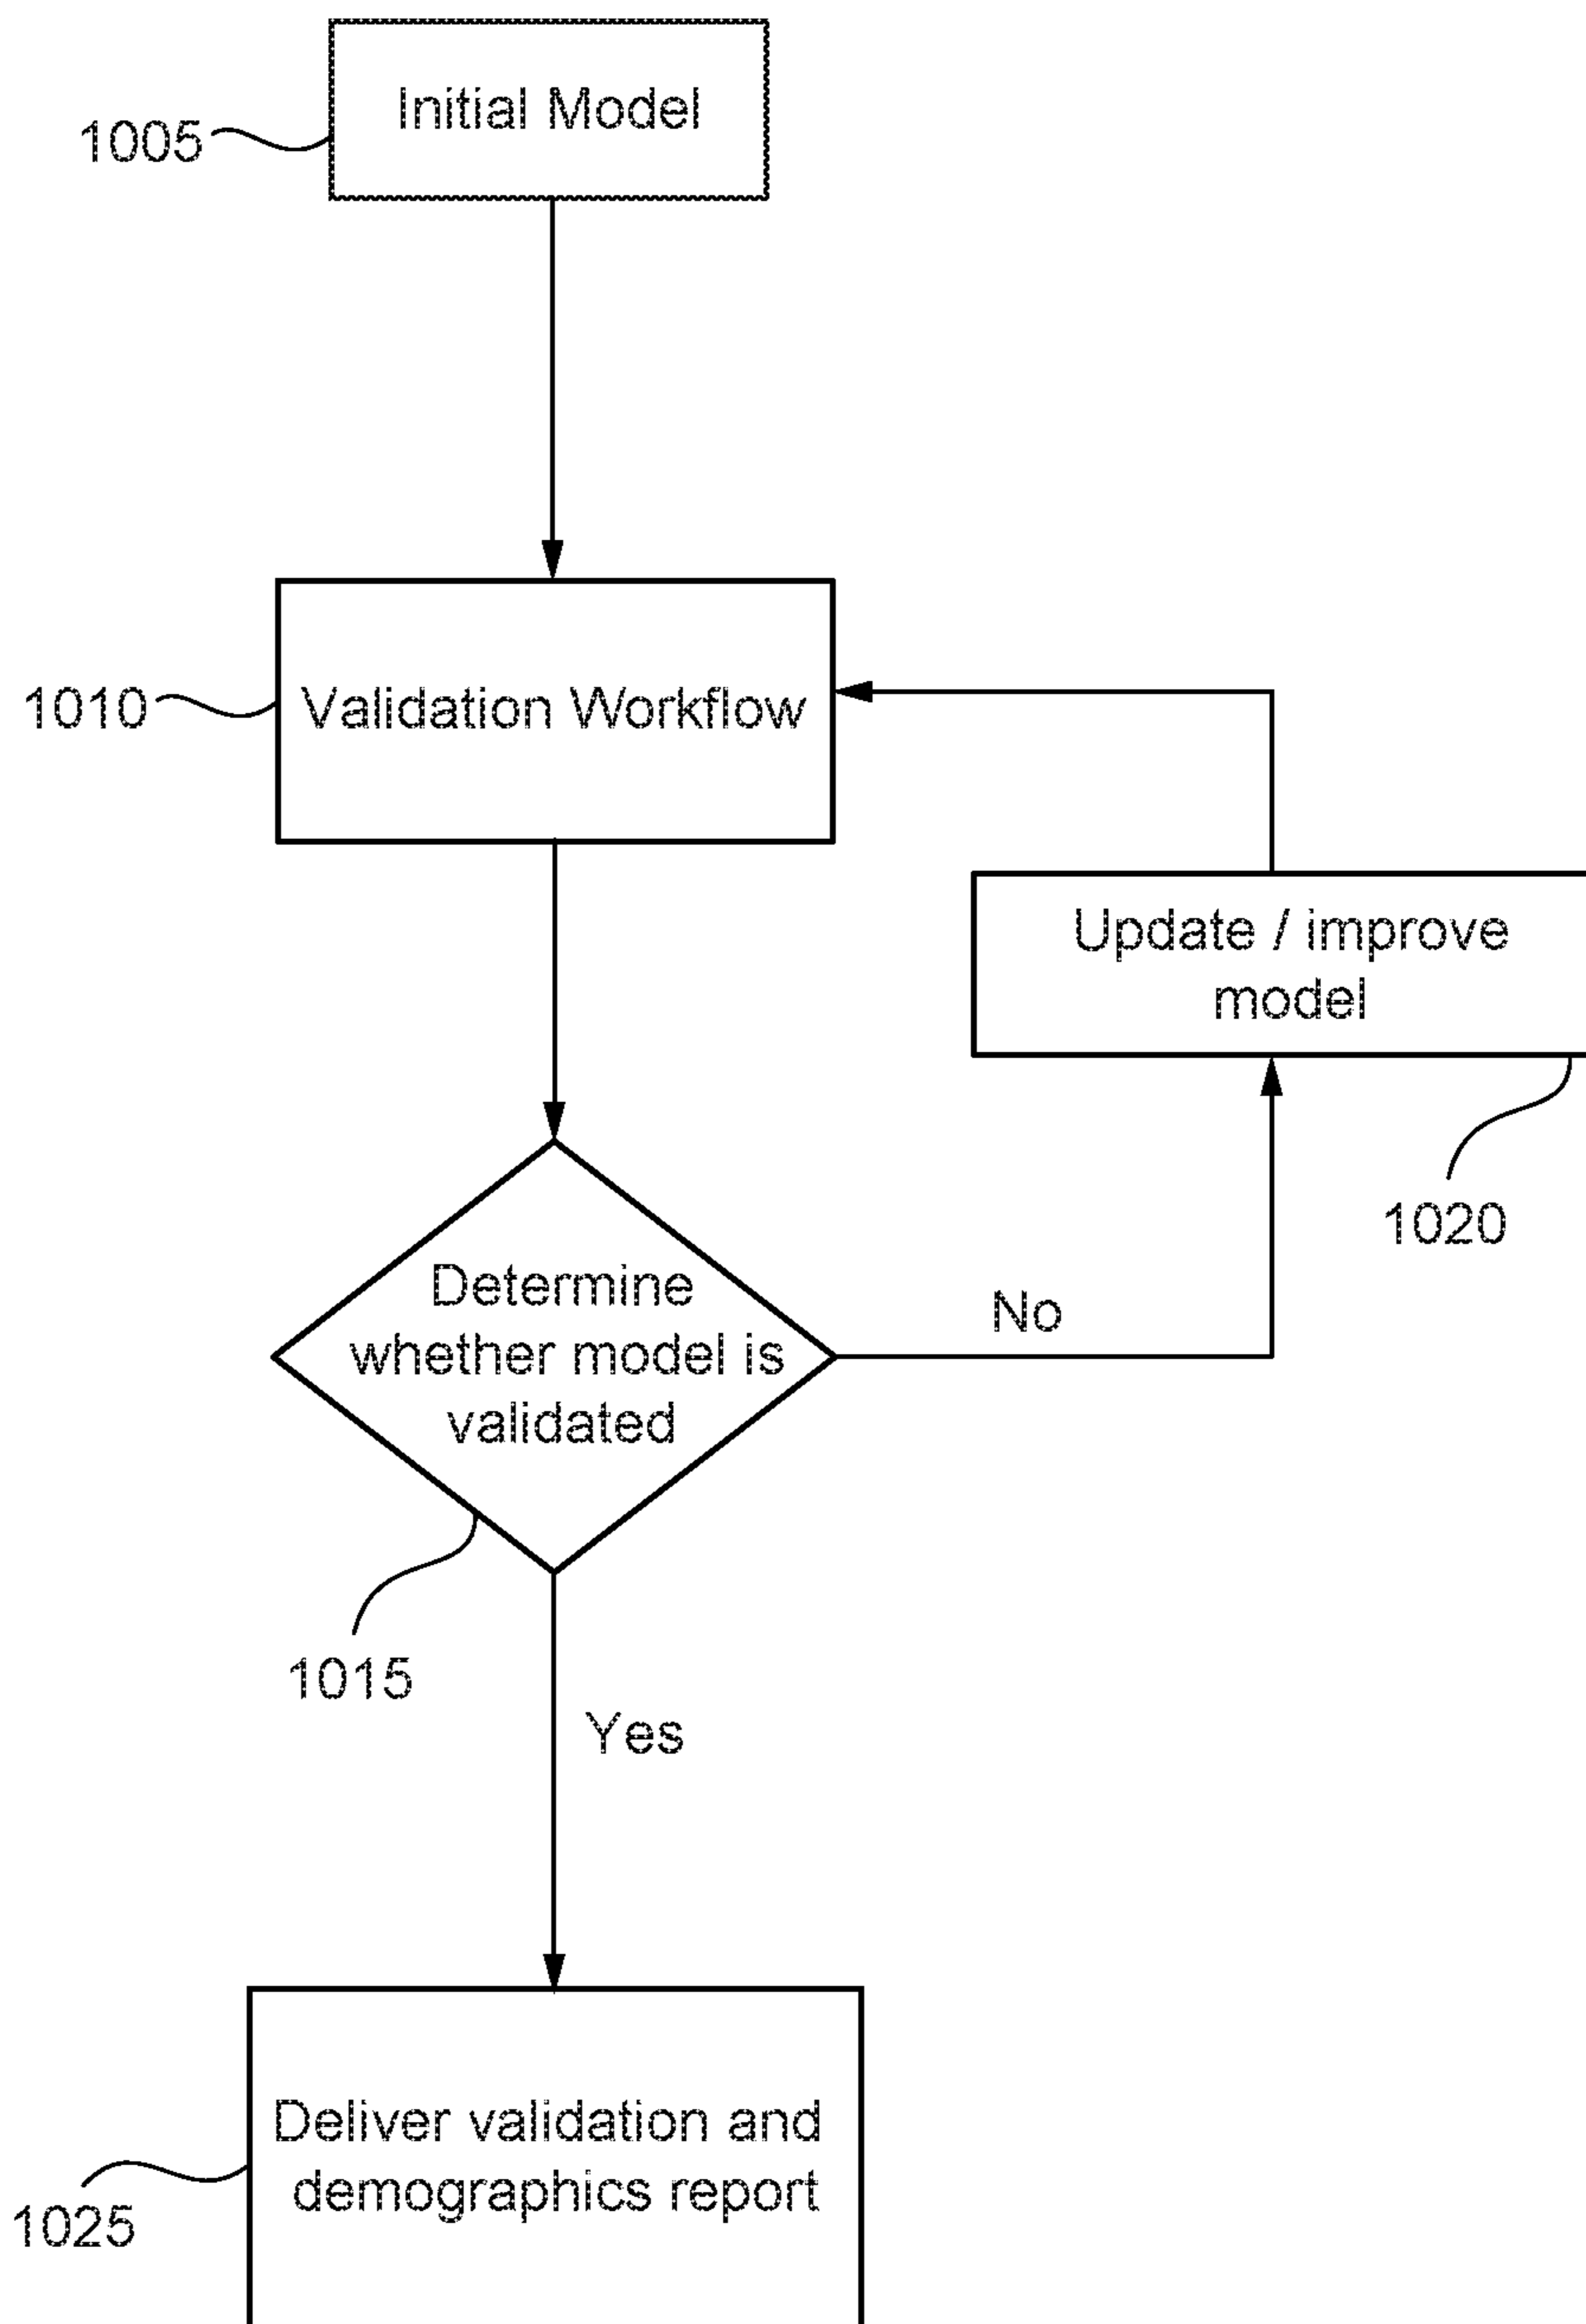 Initial Model
1005
Validation Workflow
1010
Update / improve
model
1020
Determine
whether model is
validated
No
1015
Yes
Deliver validation and
demographics report
1025